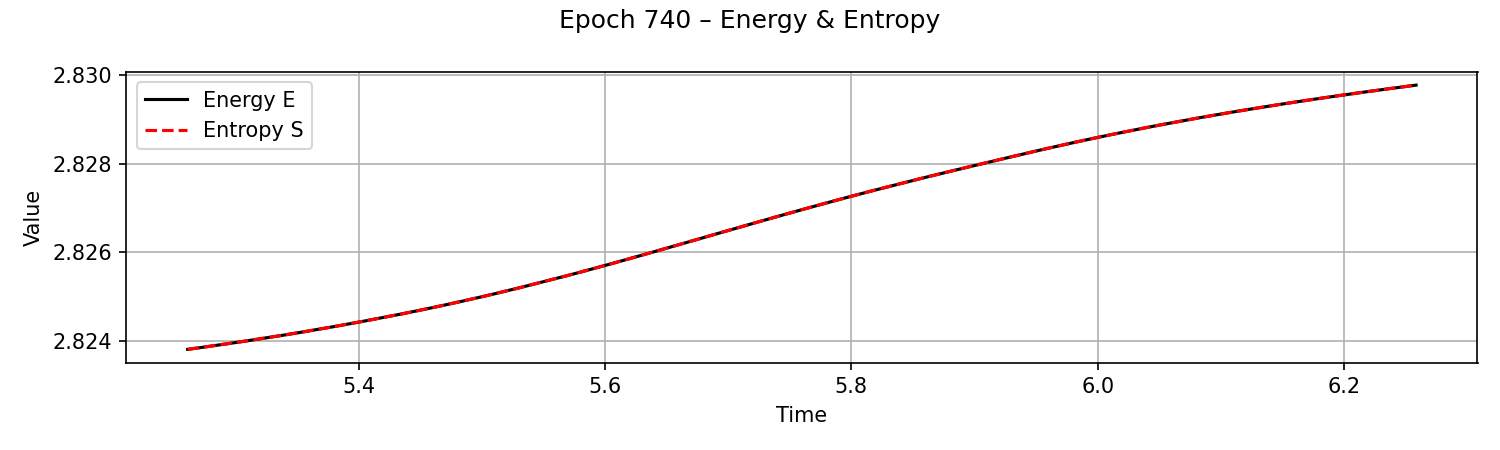 Epoch 740 – Energy & Entropy
2.830
2.828
2.826
2.824
Value
Energy E
Entropy S
5.4 5.6 5.8 6.0 6.2
Time